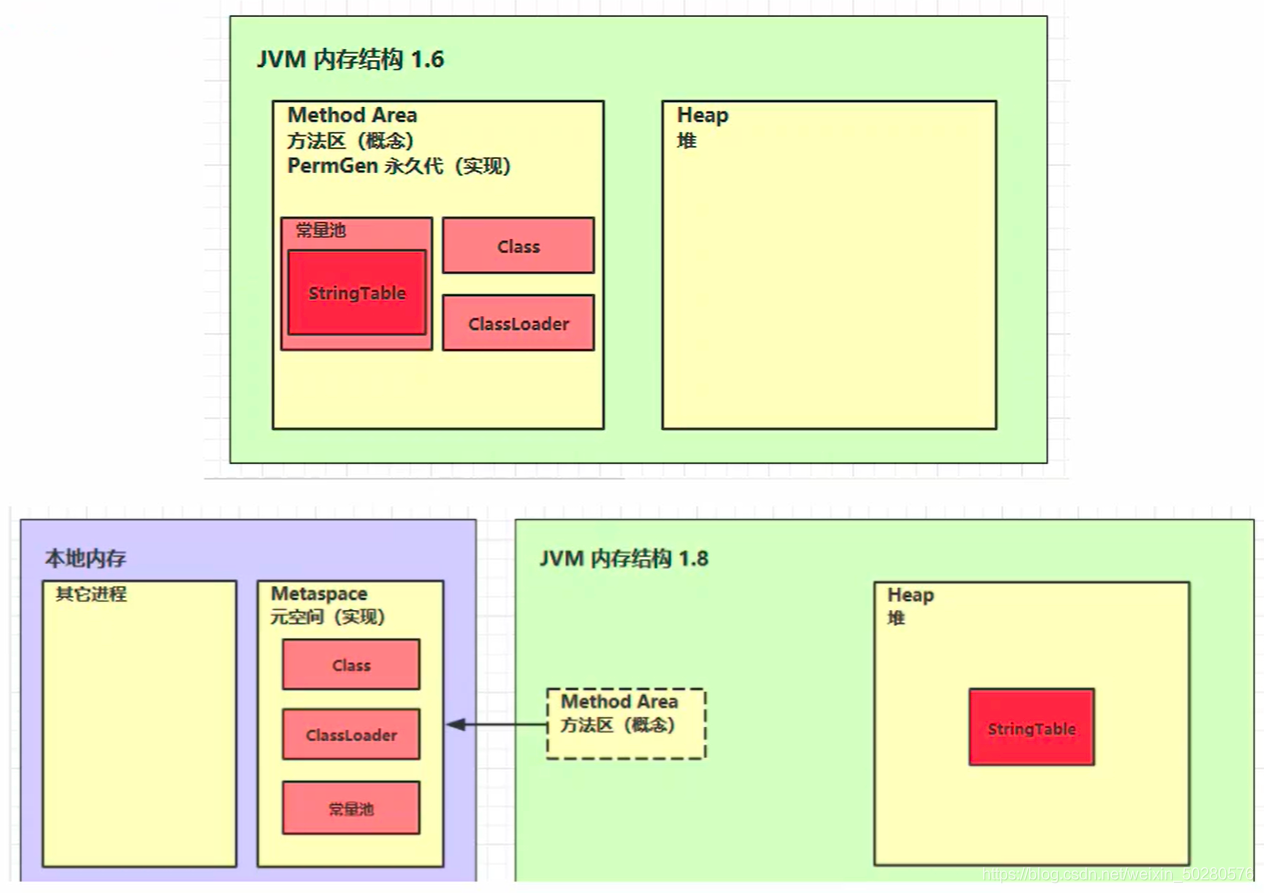 JVM 内存结构 1.6
Method Area
方法区（概念）
PermGen 永久代（实现）
常量池
StringTable
Class
ClassLoader
Heap
堆
本地内存
其它进程
Metaspace
元空间（实现）
Class
ClassLoader
常量池
JVM 内存结构 1.8
Method Area
方法区（概念）
Heap
堆
StringTable
https://blog.csdn.net/weixin_50280576